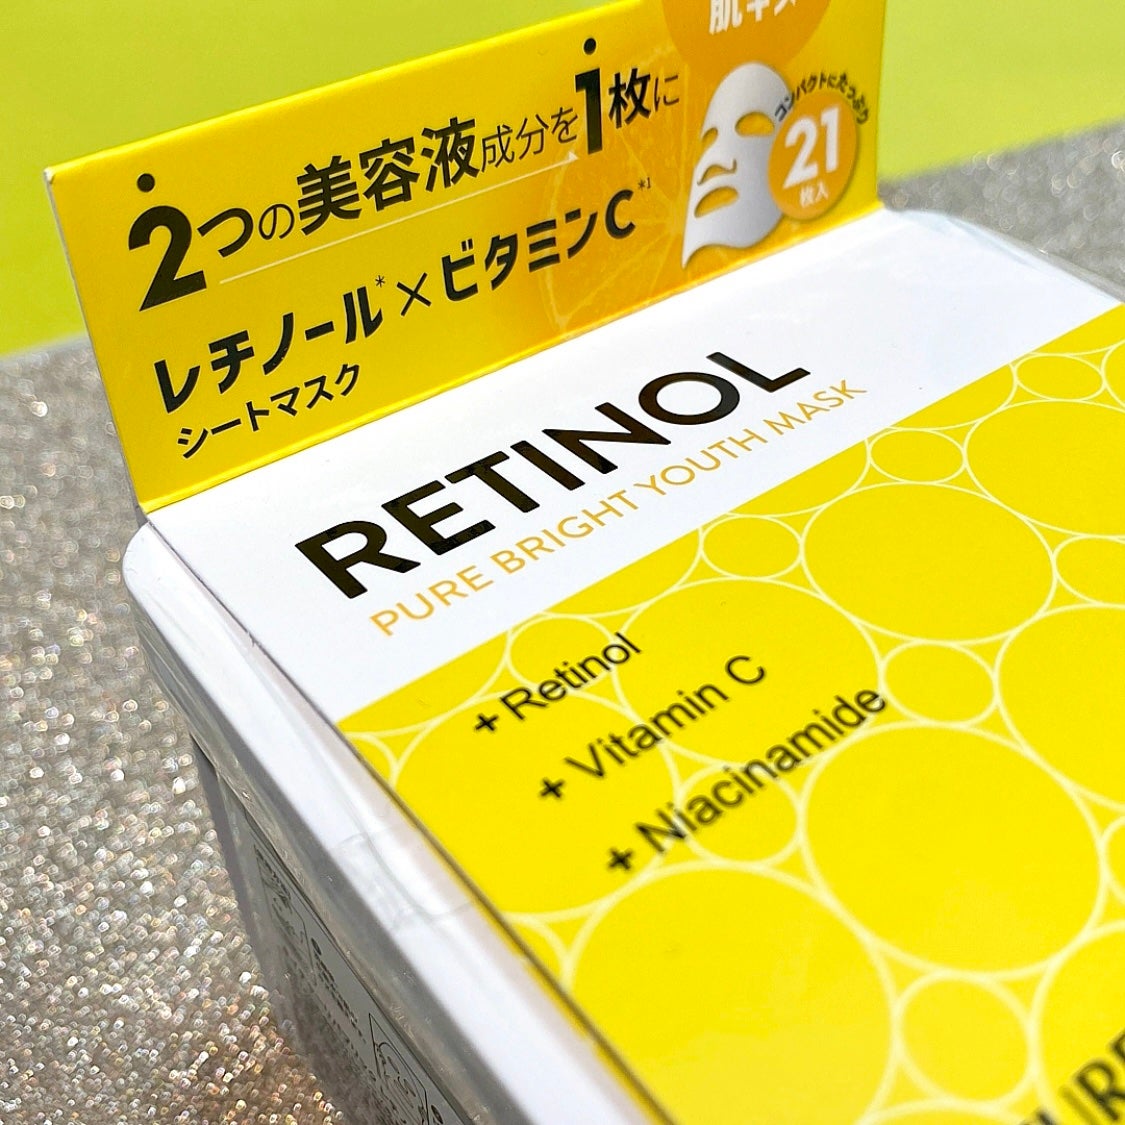 2つの美容液成分を1枚に
レチノール*×ビタミンC*1
シートマスク
コンパクトにたっぷり
21
枚入
RETINOL
PURE BRIGHT YOUTH MASK
+ Retinol
+ Vitamin C
+ Niacinamide